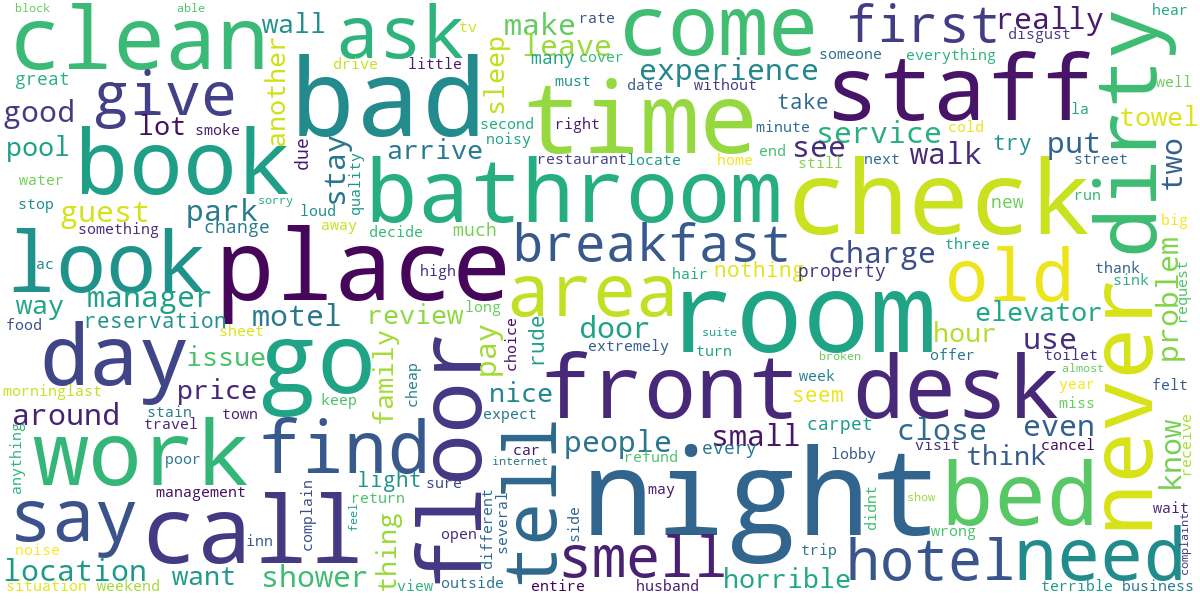 block
able
clean
wall
ask
tv
make
rate
come
first
really
hear
great
another
drive
little
leave
many
cover
someone
disgust
everything
dirty
good
give
bad
sleep
experience
staff
well
must
date
without
take
time
lot
smoke
due
second
right
minute
service
la
towel
pool
book
stay
arrive
noisy
cold
see
walk
try
put
two
restaurant
locate
home
end
still
next
street
water
quality
bathroom
check
stop
sorry
guest
park
loud
new
run
something
change
away
decide
much
big
look
ac
place
high
breakfast
area
hair
nothing
property
charge
old
three
thank
sink
problem
request
way
manager
long
room
food
reservation
motel
review
sheet
door
hour
elevator
day
issue
go
family
pay
choice
rude
extremely
suite
turn
broken
offer
use
toilet
almost
never
morninglast
price
keep
cheap
floor
nice
front desk
week
seem
year
felt
miss
around
stain
travel
town
expect
anything
work
find
poor
light
car
internet
tell
people
small
every
carpet
close
visit
even
cancel
know
receive
refund
lobby
think
say
management
call
complain
return
feel
sure
night
may
didnt
show
bed
wrong
wait
complaint
noise
inn
thing
open
different
several
side
smell
trip
hotel
need
location
want
shower
view
outside
entire
husband
horrible
situation
weekend
terrible
business